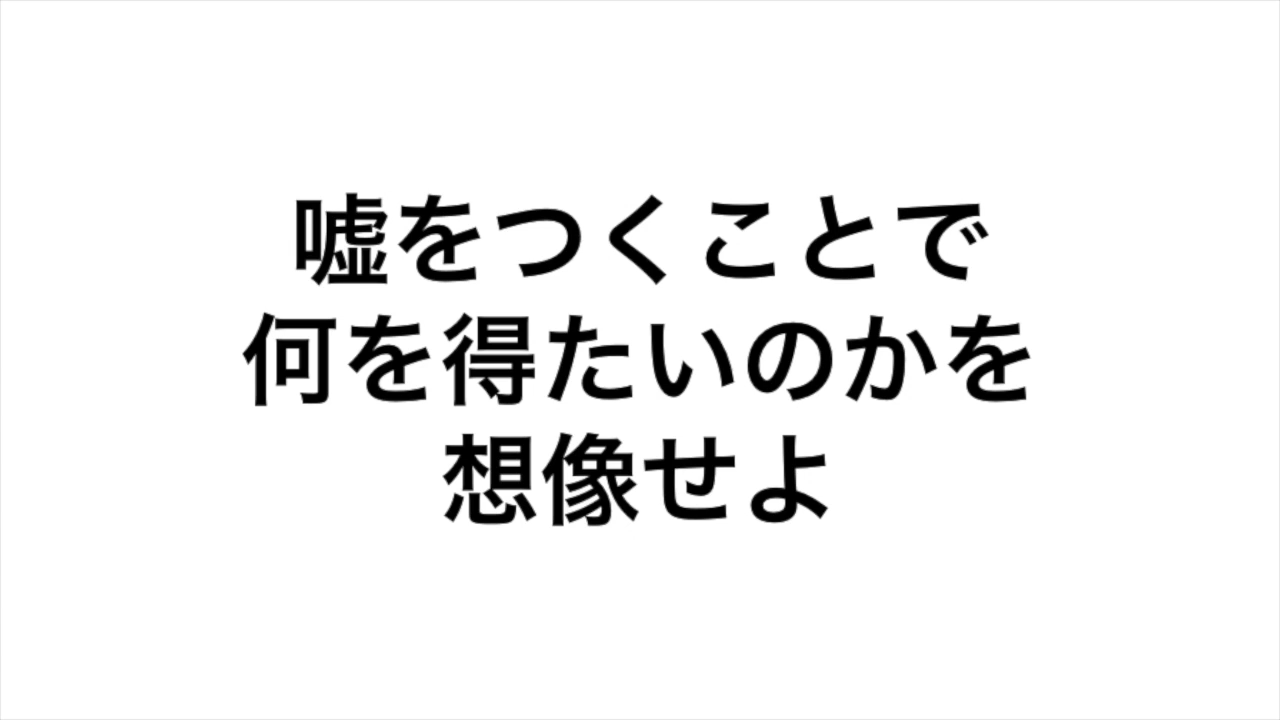 嘘をつくことで
何を得たいのかを
想像せよ